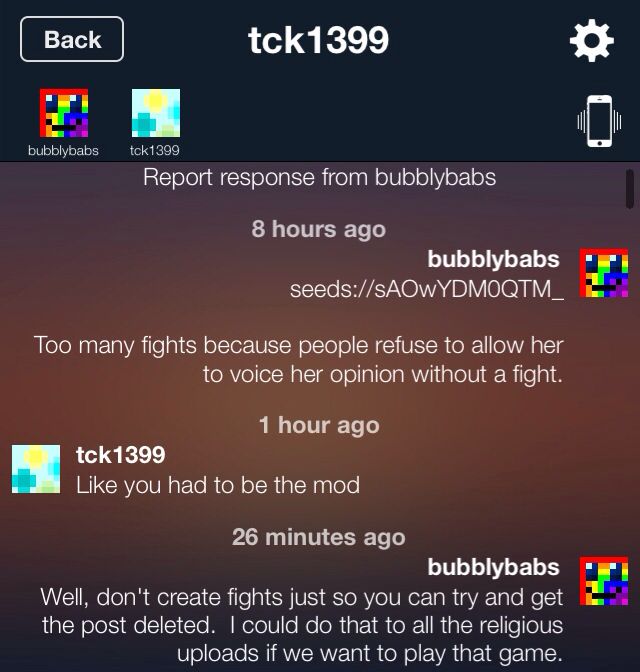 Back
tck1399
bubblybabs
tck1399
Report response from bubblybabs
8 hours ago
bubblybabs
seeds://sAOwYDM0QTM_
Too many fights because people refuse to allow her
to voice her opinion without a fight.
1 hour ago
tck1399
Like you had to be the mod
26 minutes ago
bubblybabs
Well, don't create fights just so you can try and get
the post deleted.  I could do that to all the religious
uploads if we want to play that game.